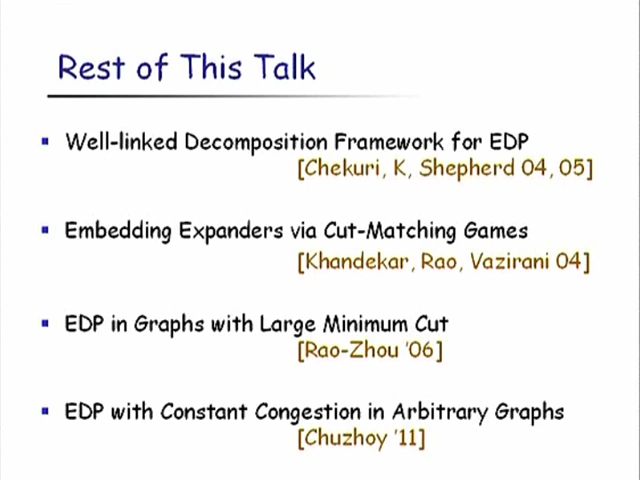 Rest of This Talk
Well-linked Decomposition Framework for EDP
[Chekuri, K, Shepherd 04, 05]
Embedding Expanders via Cut-Matching Games
[Khandekar, Rao, Vazirani 04]
EDP in Graphs with Large Minimum Cut
[Rao-Zhou '06]
EDP with Constant Congestion in Arbitrary Graphs
[Chuzhoy '11]